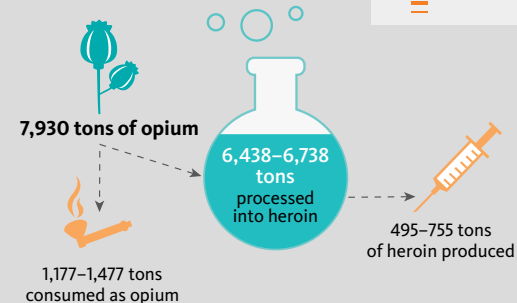 7,930 tons of opium
6,438–6,738
tons
processed
into heroin
495–755 tons
of heroin produced
1,177–1,477 tons
consumed as opium